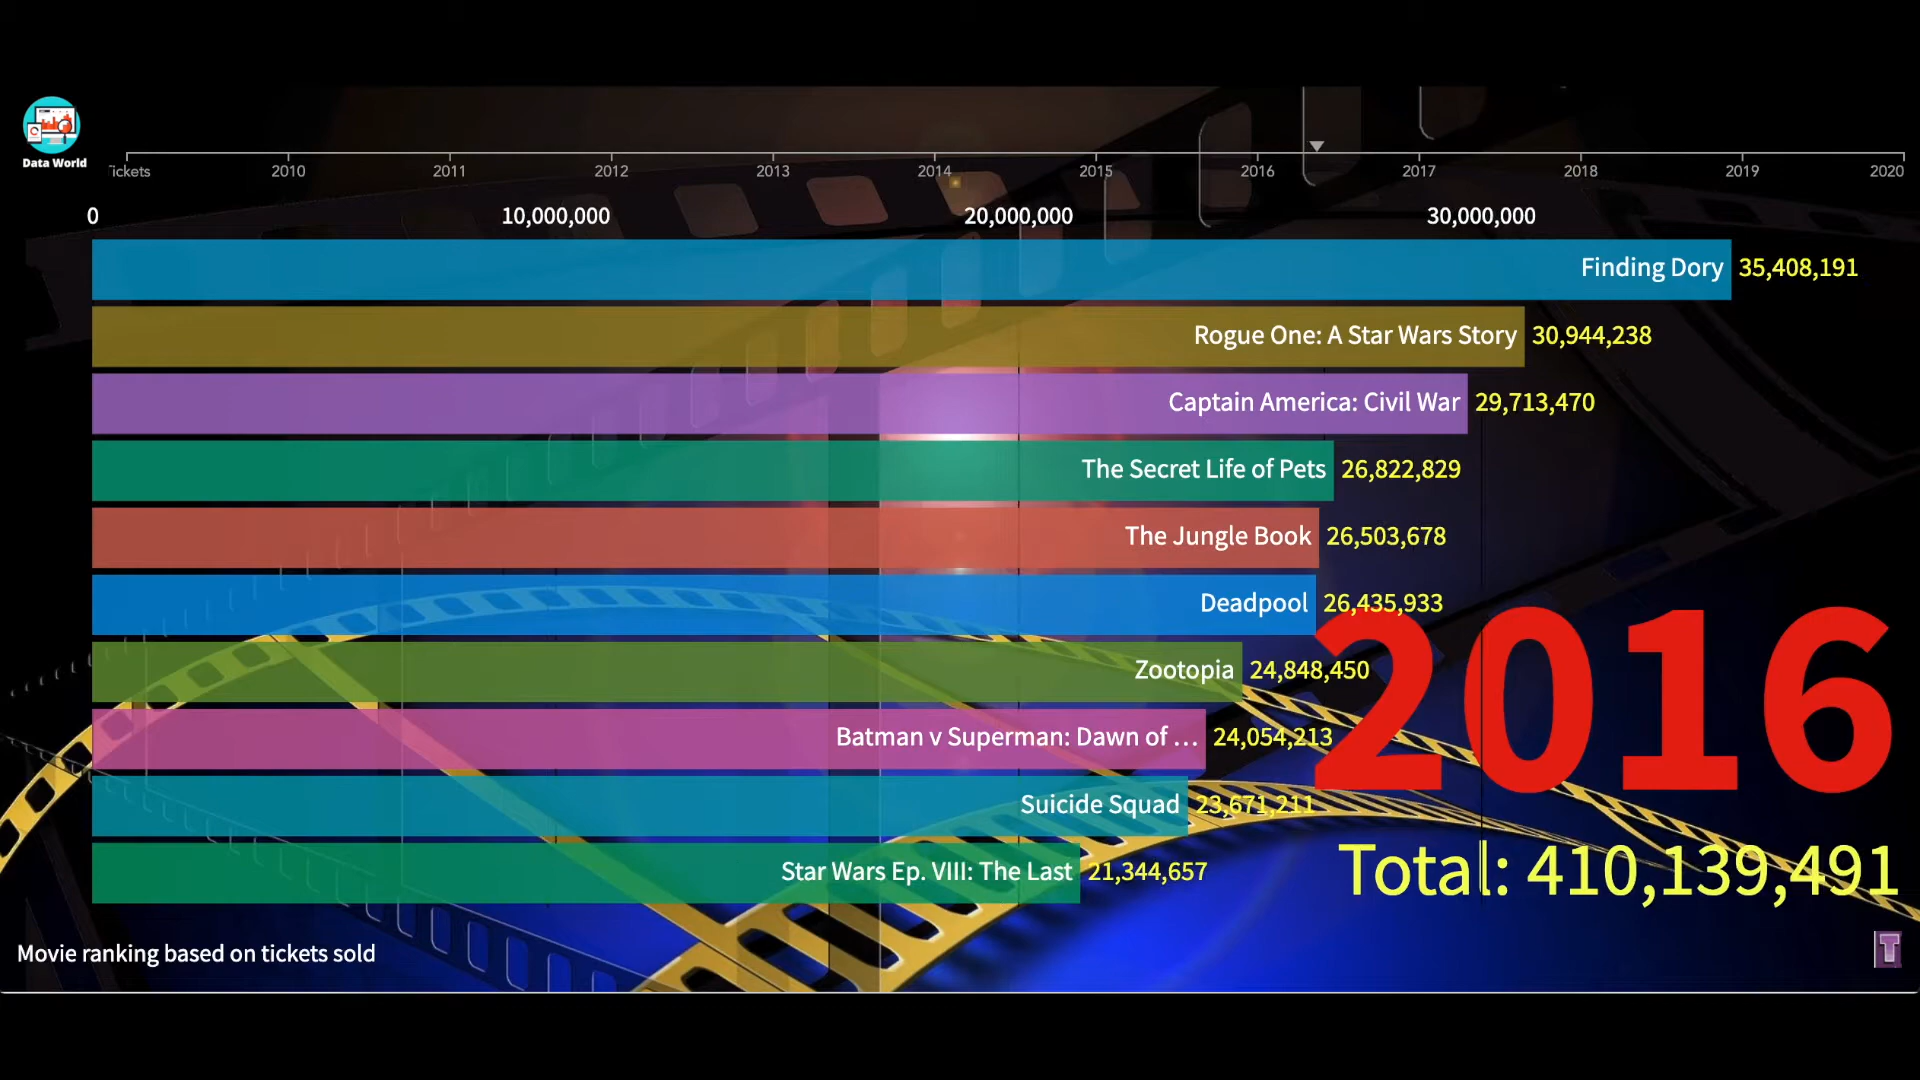 Data World
Tickets
2010
2011
2012
2013
2014
2015
2016
2017
2018
2019
2020
0
10,000,000
20,000,000
30,000,000
Finding Dory 35,408,191
Rogue One: A Star Wars Story 30,944,238
Captain America: Civil War 29,713,470
The Secret Life of Pets 26,822,829
The Jungle Book 26,503,678
Deadpool 26,435,933
Zootopia 24,848,450
Batman v Superman: Dawn of ... 24,054,213
Suicide Squad 23,671,211
Star Wars Ep. VIII: The Last 21,344,657
2016
Total: 410,139,491
Movie ranking based on tickets sold
T